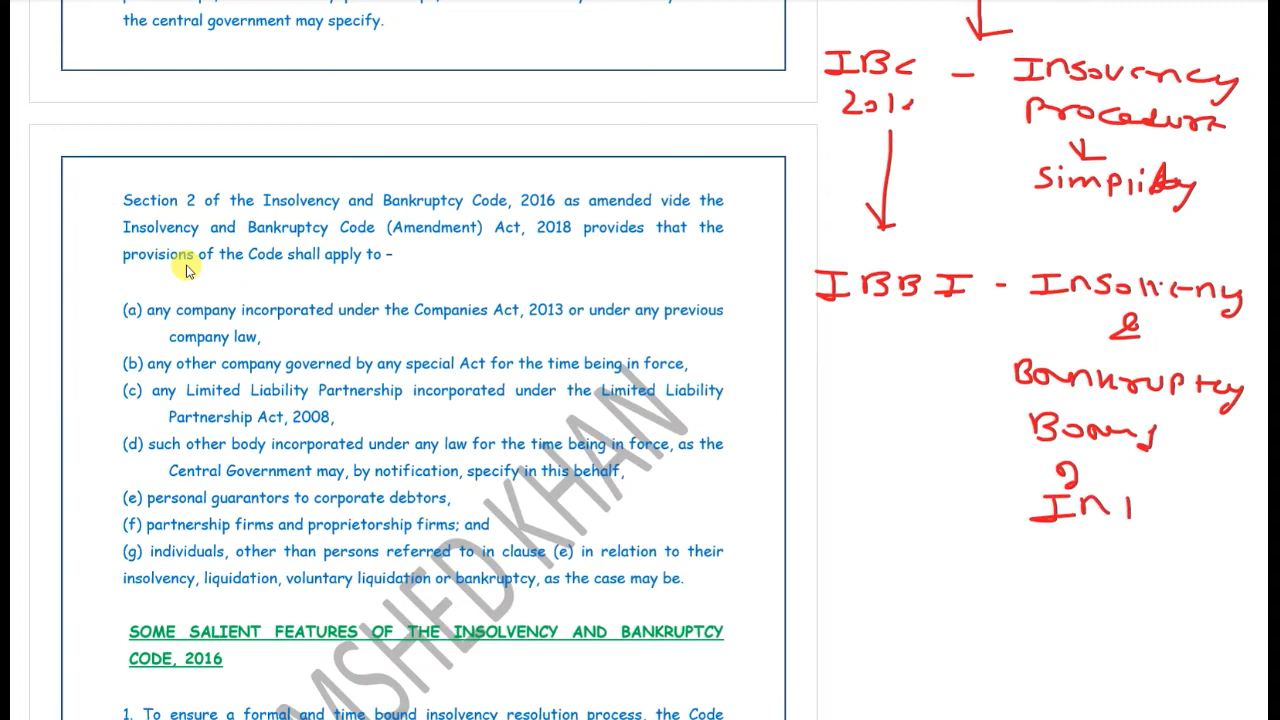 the central government may specify.
Section 2 of the Insolvency and Bankruptcy Code, 2016 as amended vide the
Insolvency and Bankruptcy Code (Amendment) Act, 2018 provides that the
provisions of the Code shall apply to –
(a) any company incorporated under the Companies Act, 2013 or under any previous
company law,
(b) any other company governed by any special Act for the time being in force,
(c) any Limited Liability Partnership incorporated under the Limited Liability
Partnership Act, 2008,
(d) such other body incorporated under any law for the time being in force, as the
Central Government may, by notification, specify in this behalf,
(e) personal guarantors to corporate debtors,
(f) partnership firms and proprietorship firms; and
(g) individuals, other than persons referred to in clause (e) in relation to their
insolvency, liquidation, voluntary liquidation or bankruptcy, as the case may be.
SOME SALIENT FEATURES OF THE INSOLVENCY AND BANKRUPTCY
CODE, 2016
1. To ensure a formal and time bound insolvency resolution process, the Code
MSHED KHAN
IBC - Insovency
2016 Procedure
Simplify
IBBI - Insolvency
&
Bankruptcy